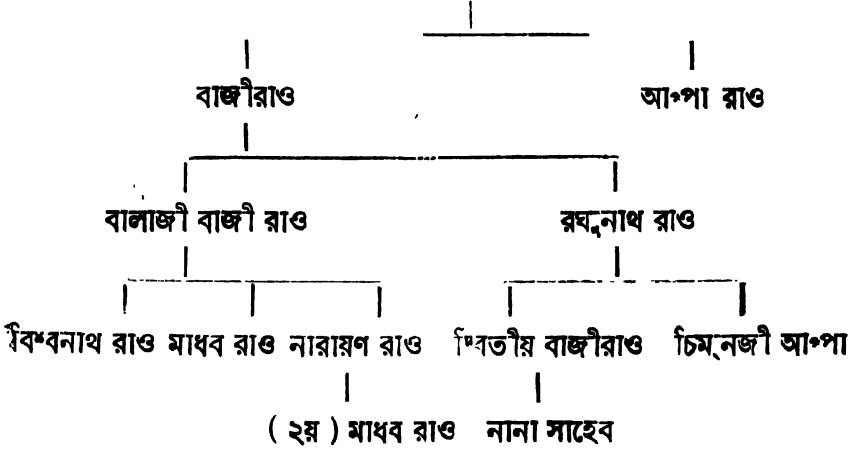 বাজীরাও আপ্পা রাও
বালাজী বাজী রাও রঘুনাথ রাও
বিশ্বনাথ রাও মাধব রাও নারায়ণ রাও দ্বিতীয় বাজীরাও চিমনজী আপ্পা
( ২য় ) মাধব রাও নানা সাহেব